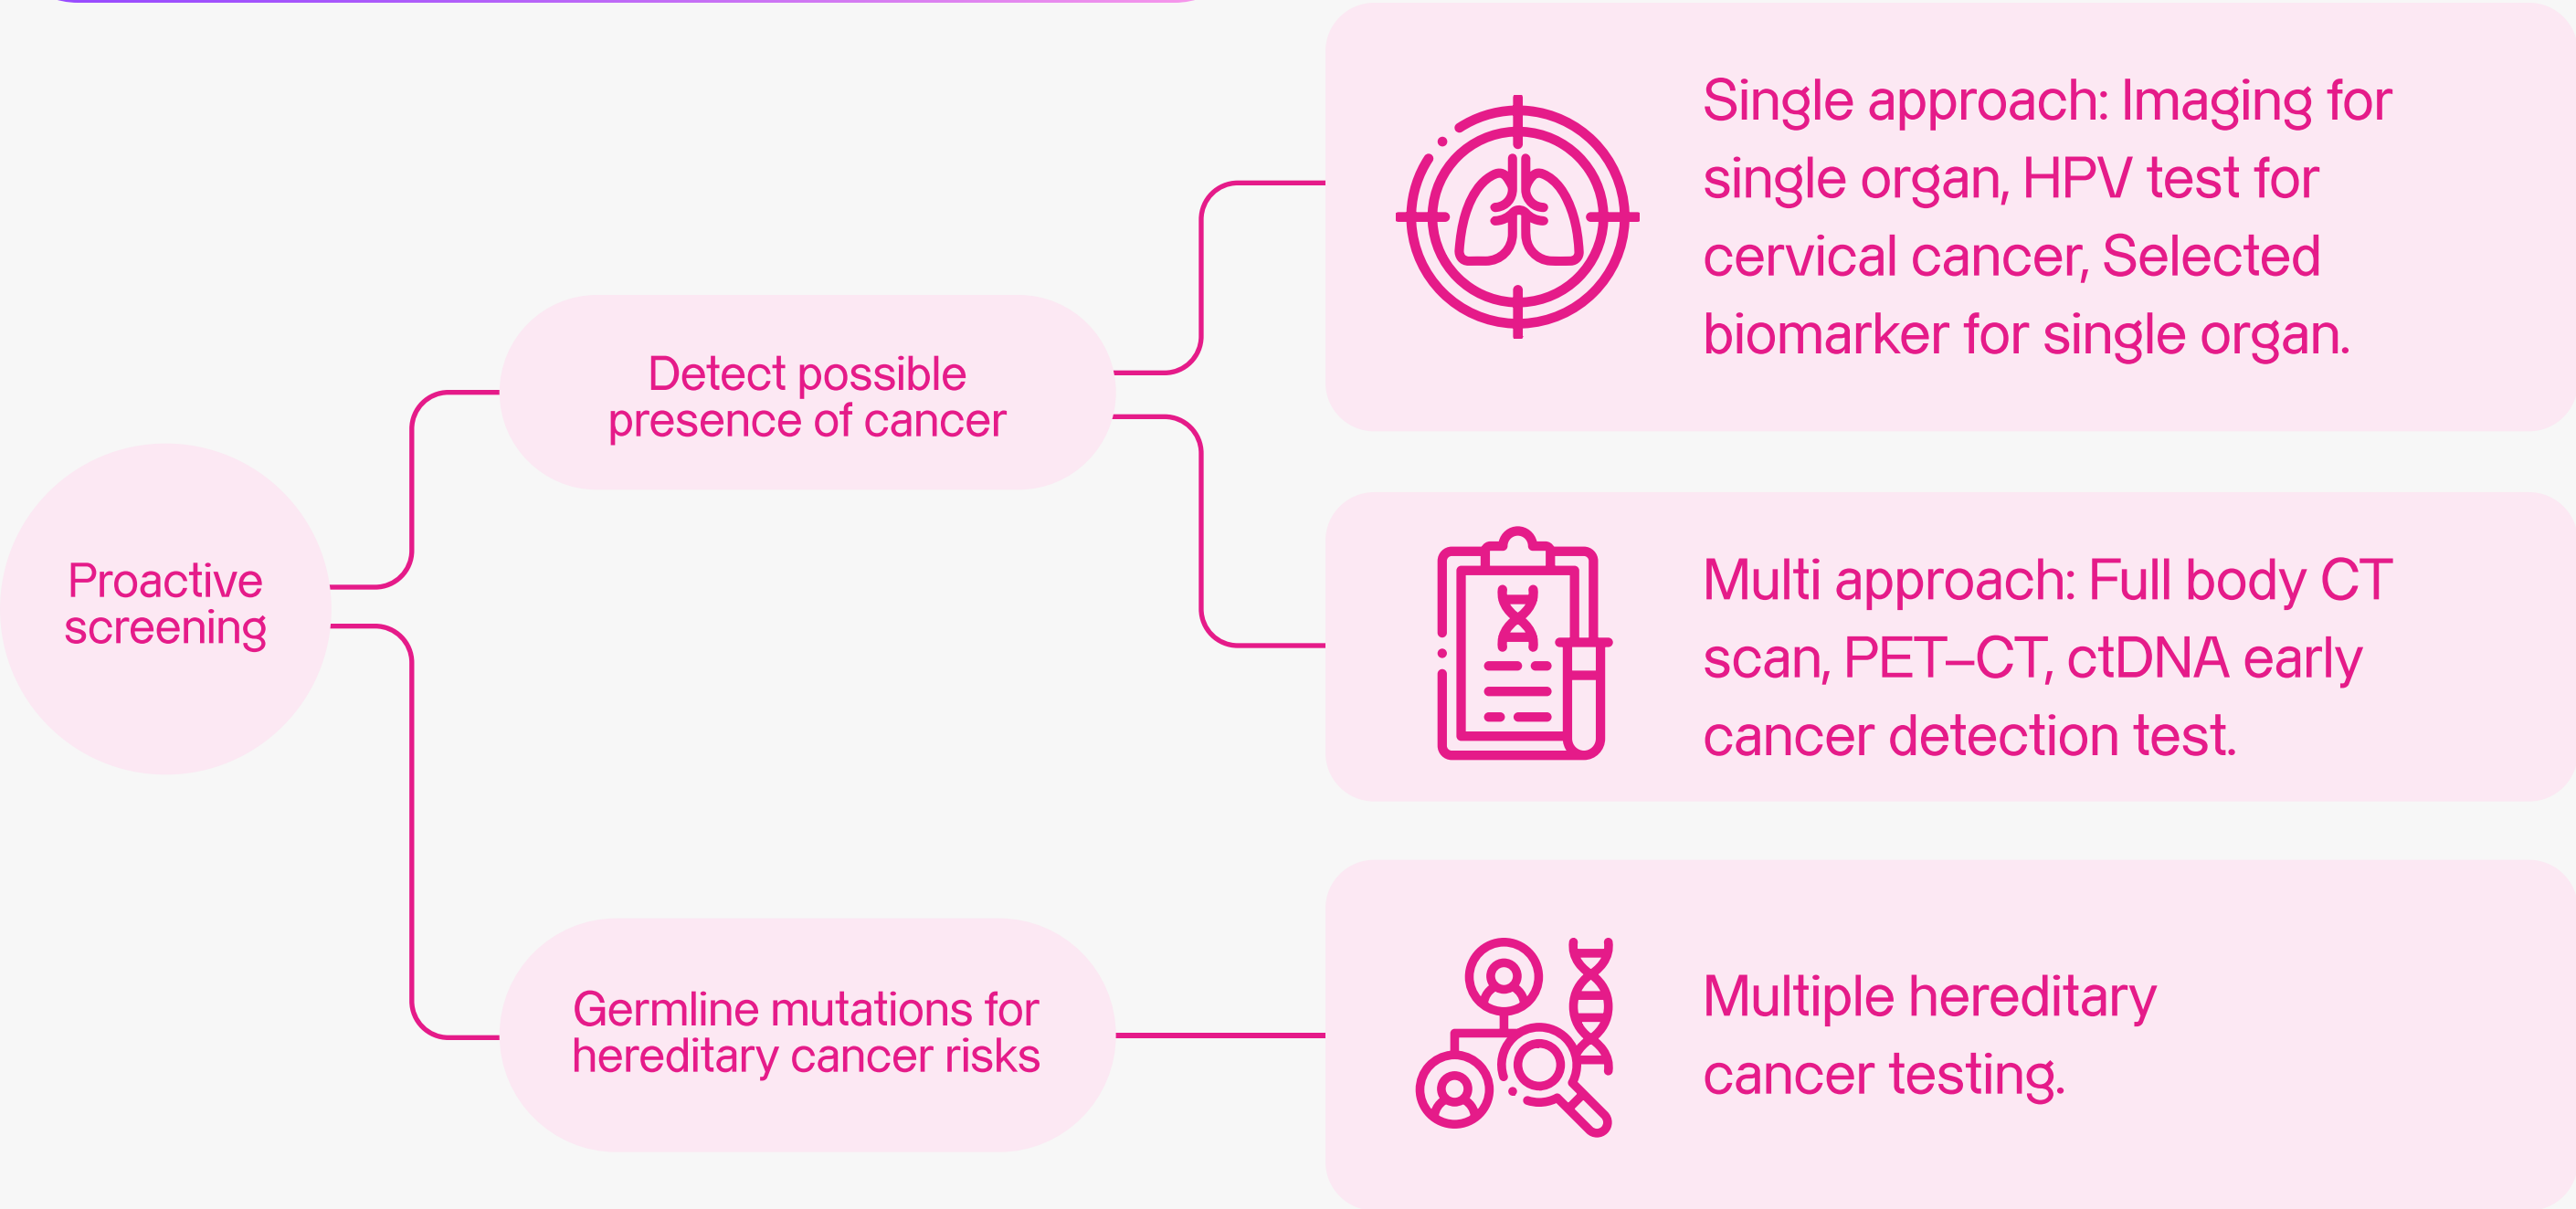 Proactive
screening
Detect possible
presence of cancer
Single approach: Imaging for
single organ, HPV test for
cervical cancer, Selected
biomarker for single organ.
Multi approach: Full body CT
scan, PET–CT, ctDNA early
cancer detection test.
Germline mutations for
hereditary cancer risks
Multiple hereditary
cancer testing.